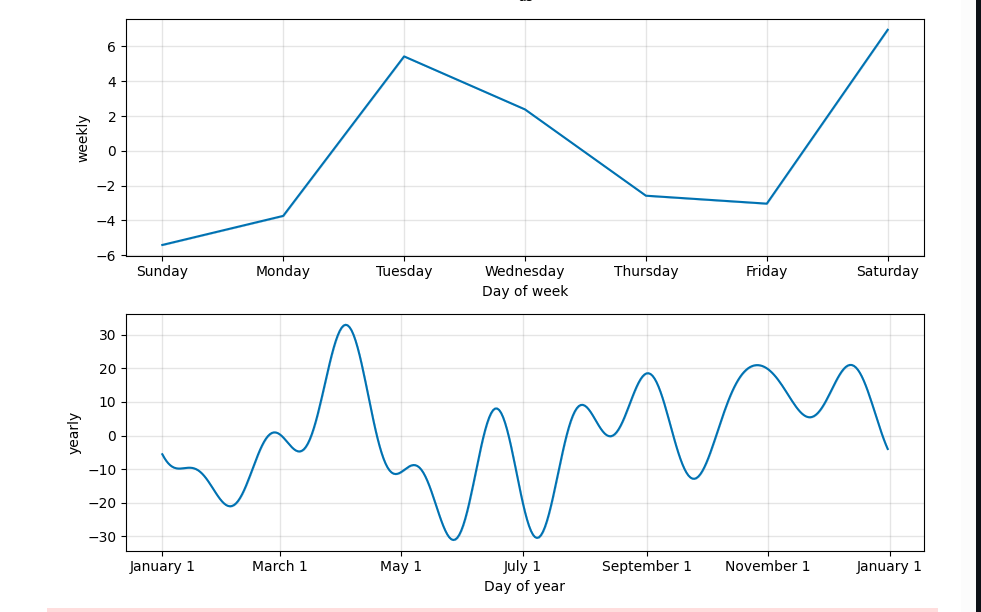 6
4
2
0
−2
−4
−6
weekly
Sunday Monday Tuesday Wednesday Thursday Friday Saturday
Day of week
30
20
10
0
−10
−20
−30
yearly
January 1 March 1 May 1 July 1 September 1 November 1 January 1
Day of year